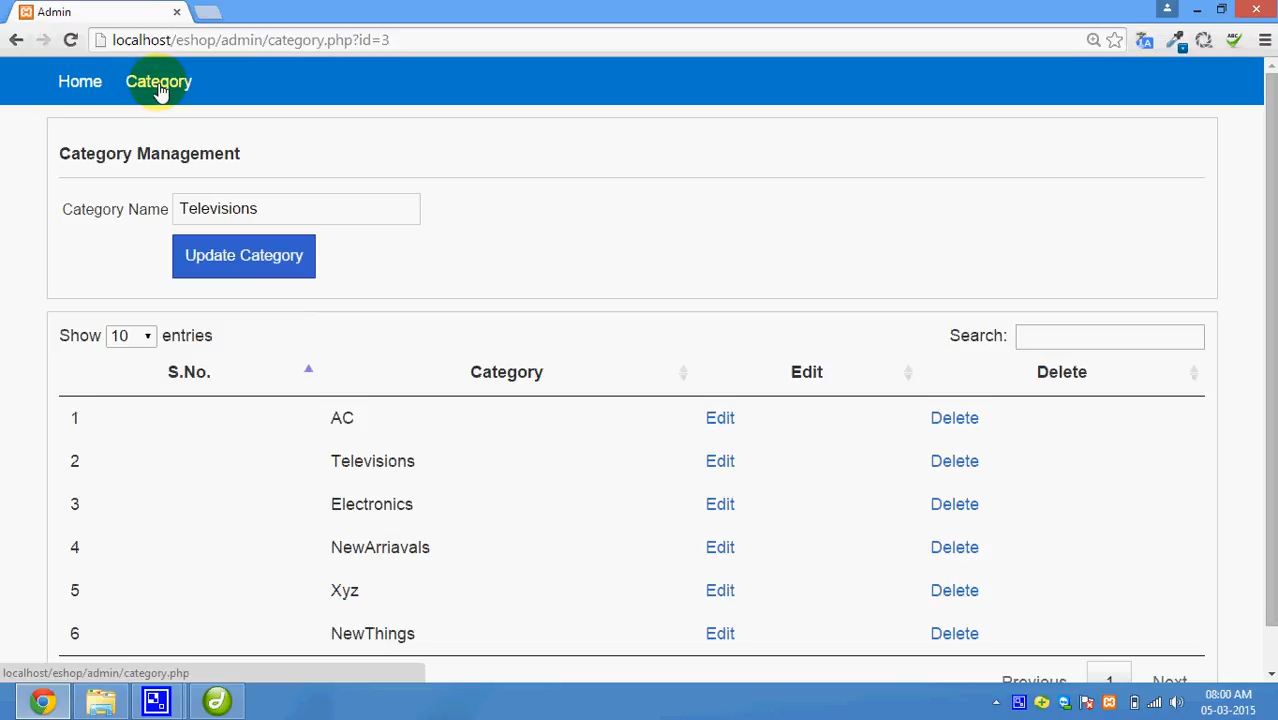 Admin
localhost/eshop/admin/category.php?id=3
Home Category
Category Management
Category Name Televisions
Update Category
Show 10 entries Search:
S.No. Category Edit Delete
1 AC Edit Delete
2 Televisions Edit Delete
3 Electronics Edit Delete
4 NewArriavals Edit Delete
5 Xyz Edit Delete
6 NewThings Edit Delete
Previous 1 Next
localhost/eshop/admin/category.php
08:00 AM
05-03-2015